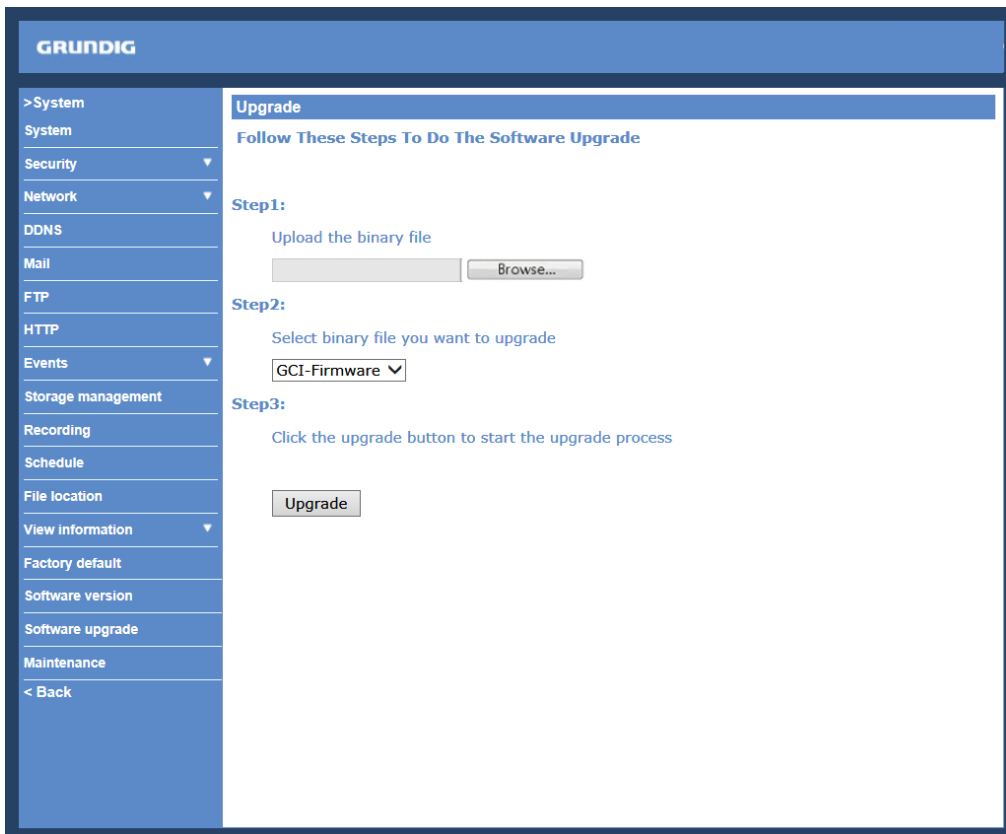 GRUNDIG
>System
System
Security
Network
DDNS
Mail
FTP
HTTP
Events
Storage management
Recording
Schedule
File location
View information
Factory default
Software version
Software upgrade
Maintenance
< Back
Upgrade
Follow These Steps To Do The Software Upgrade
Step1:
Upload the binary file
Browse...
Step2:
Select binary file you want to upgrade
GCI-Firmware
Step3:
Click the upgrade button to start the upgrade process
Upgrade